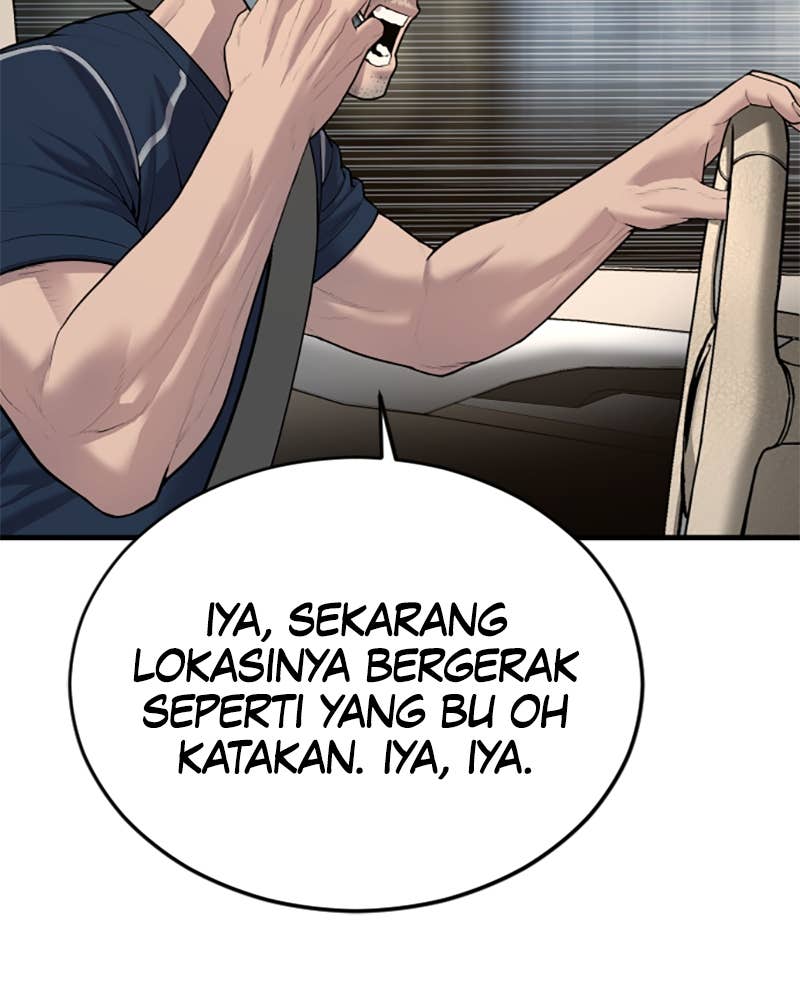 IYA, SEKARANG
LOKASINYA BERGERAK
SEPERTI YANG BU OH
KATAKAN. IYA, IYA.